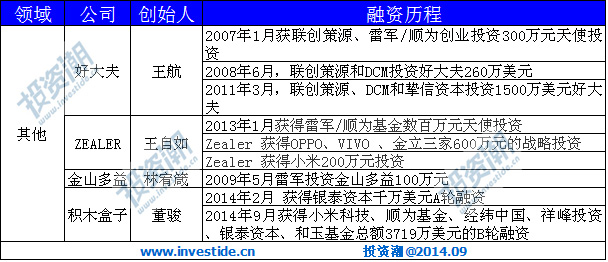 领域 公司 创始人 融资历程
其他
好大夫 王航
2007年1月获联创策源、雷军/顺为创业投资300万元天使投
资
2008年6月，联创策源和DCM投资好大夫260万美元
2011年3月，联创策源、DCM和挚信资本投资1500万美元好大
夫
ZEALER 王自如
2013年1月获得雷军/顺为基金数百万元天使投资
Zealer 获得OPPO、VIVO 、金立三家600万元的战略投资
Zealer 获得小米200万元投资
金山多益 林宥箴 2009年5月雷军投资金山多益100万元
积木盒子 董骏
2014年2月 获得银泰资本千万美元A轮融资
2014年9月获得小米科技、顺为基金、经纬中国、祥峰投资
、银泰资本、和玉基金总额3719万美元的B轮融资
www.investide.cn 投资潮@2014.09
投资潮
www.investide.cn